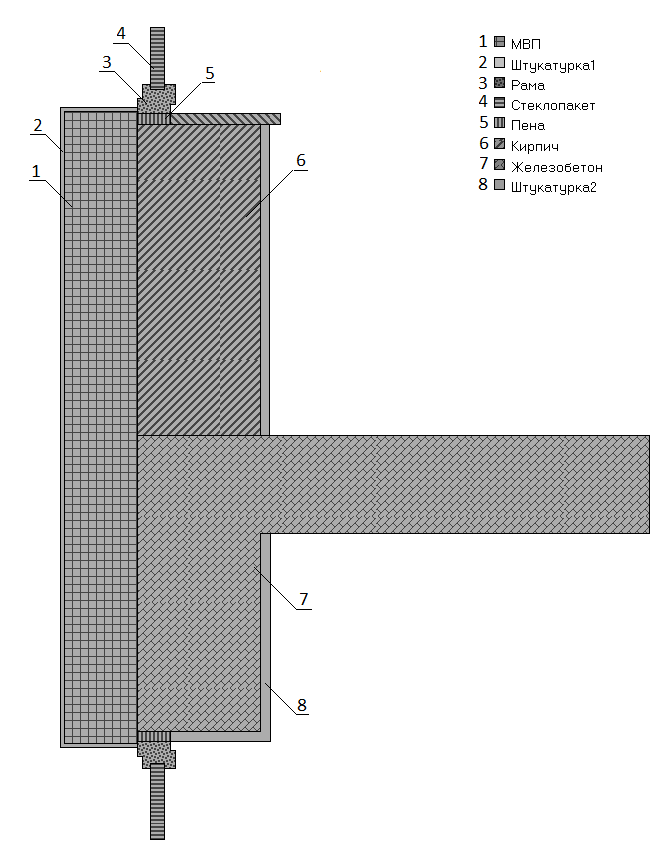 4
3
5
2
1
6
7
8
1 МВП
2 Штукатурка1
3 Рама
4 Стеклопакет
5 Пена
6 Кирпич
7 Железобетон
8 Штукатурка2